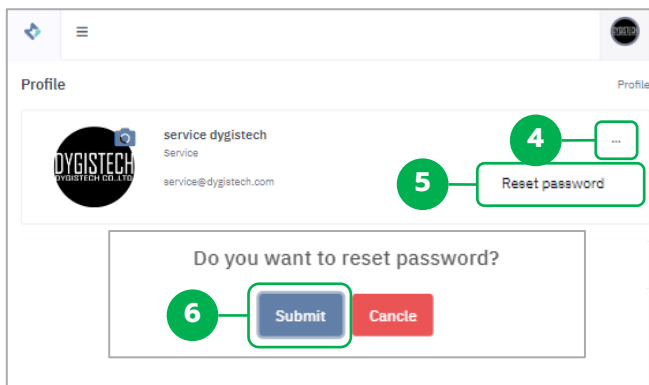 DYGISTECH
Profile
Profile
DYGISTECH
DYGISTECH CO.,LTD
service dygistech
Service
service@dygistech.com
4
...
5
Reset password
Do you want to reset password?
6
Submit
Cancle